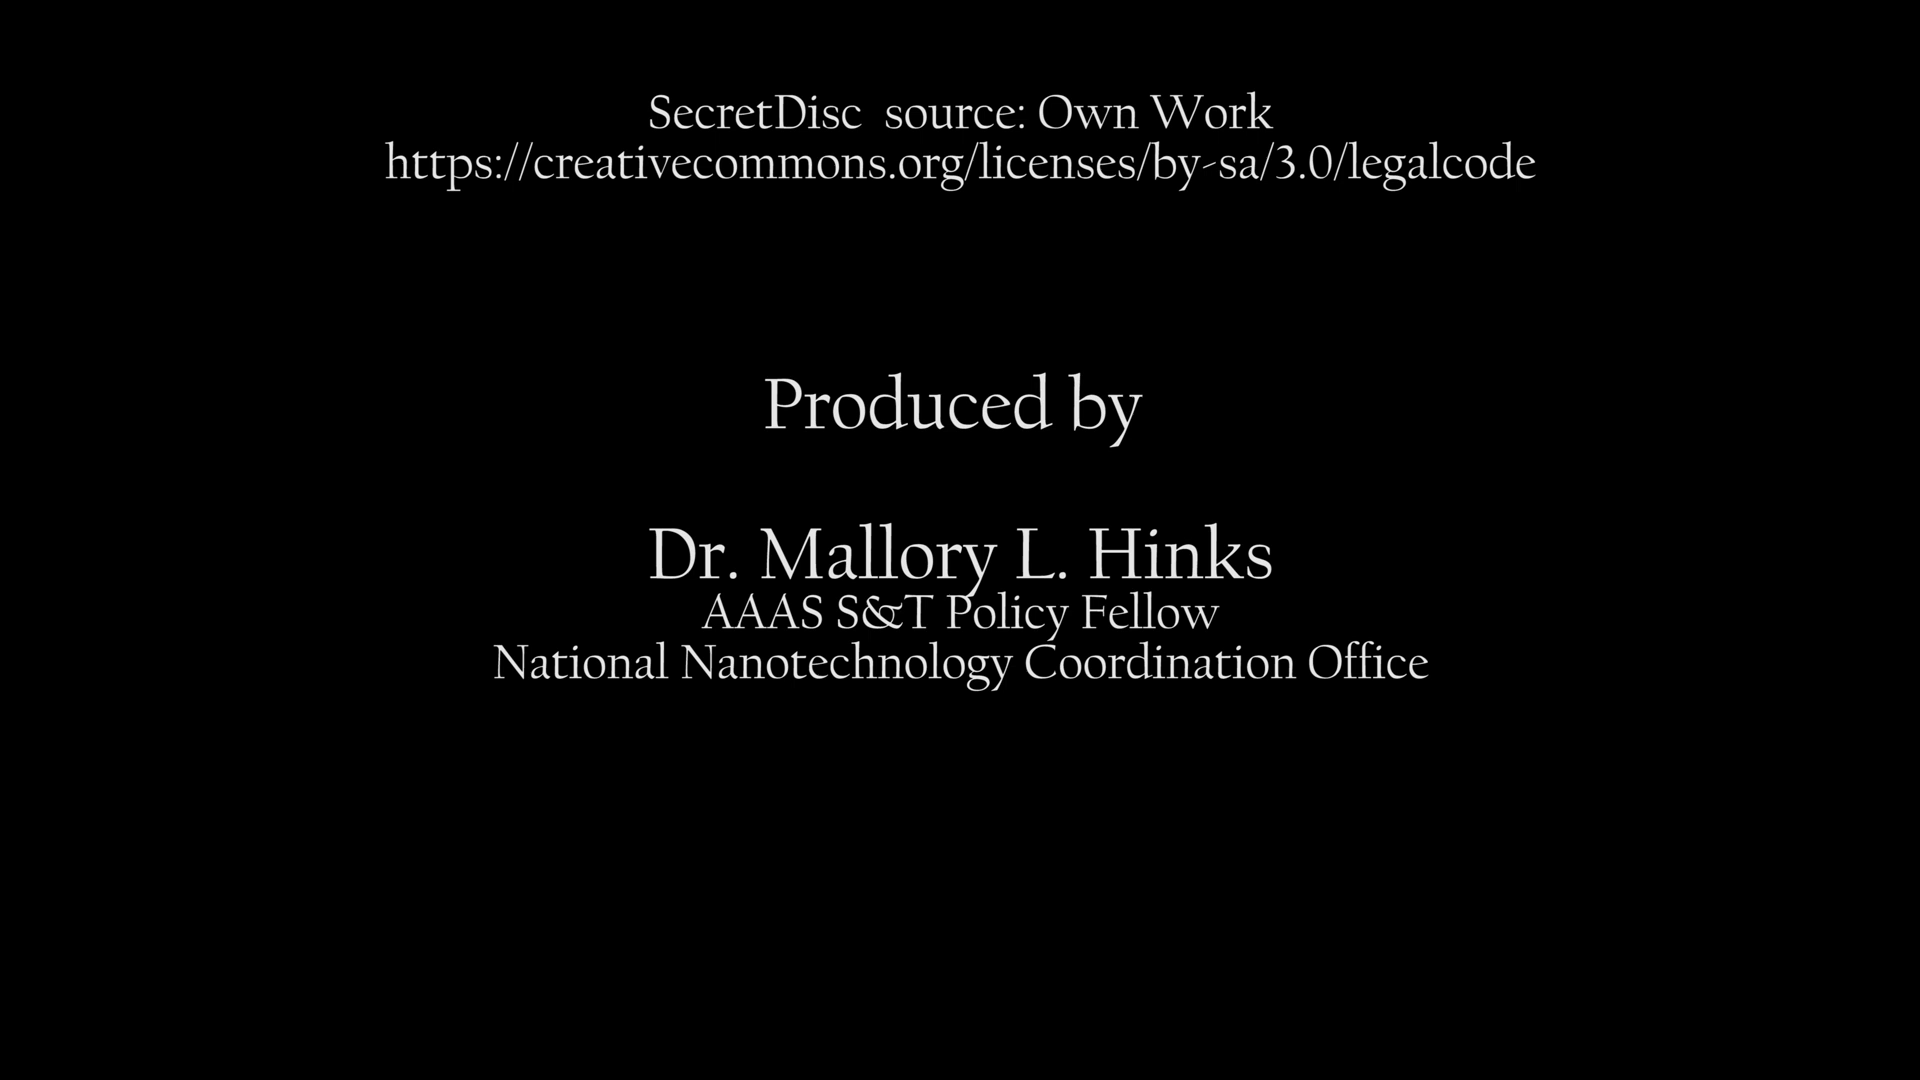 SecretDisc  source: Own Work
https://creativecommons.org/licenses/by-sa/3.0/legalcode
Produced by
Dr. Mallory L. Hinks
AAAS S&T Policy Fellow
National Nanotechnology Coordination Office